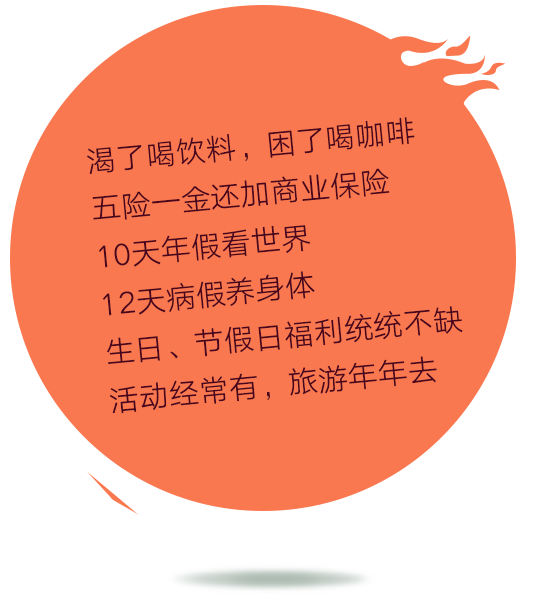 渴了喝饮料，困了喝咖啡
五险一金还加商业保险
10天年假看世界
12天病假养身体
生日、节假日福利统统不缺
活动经常有，旅游年年去